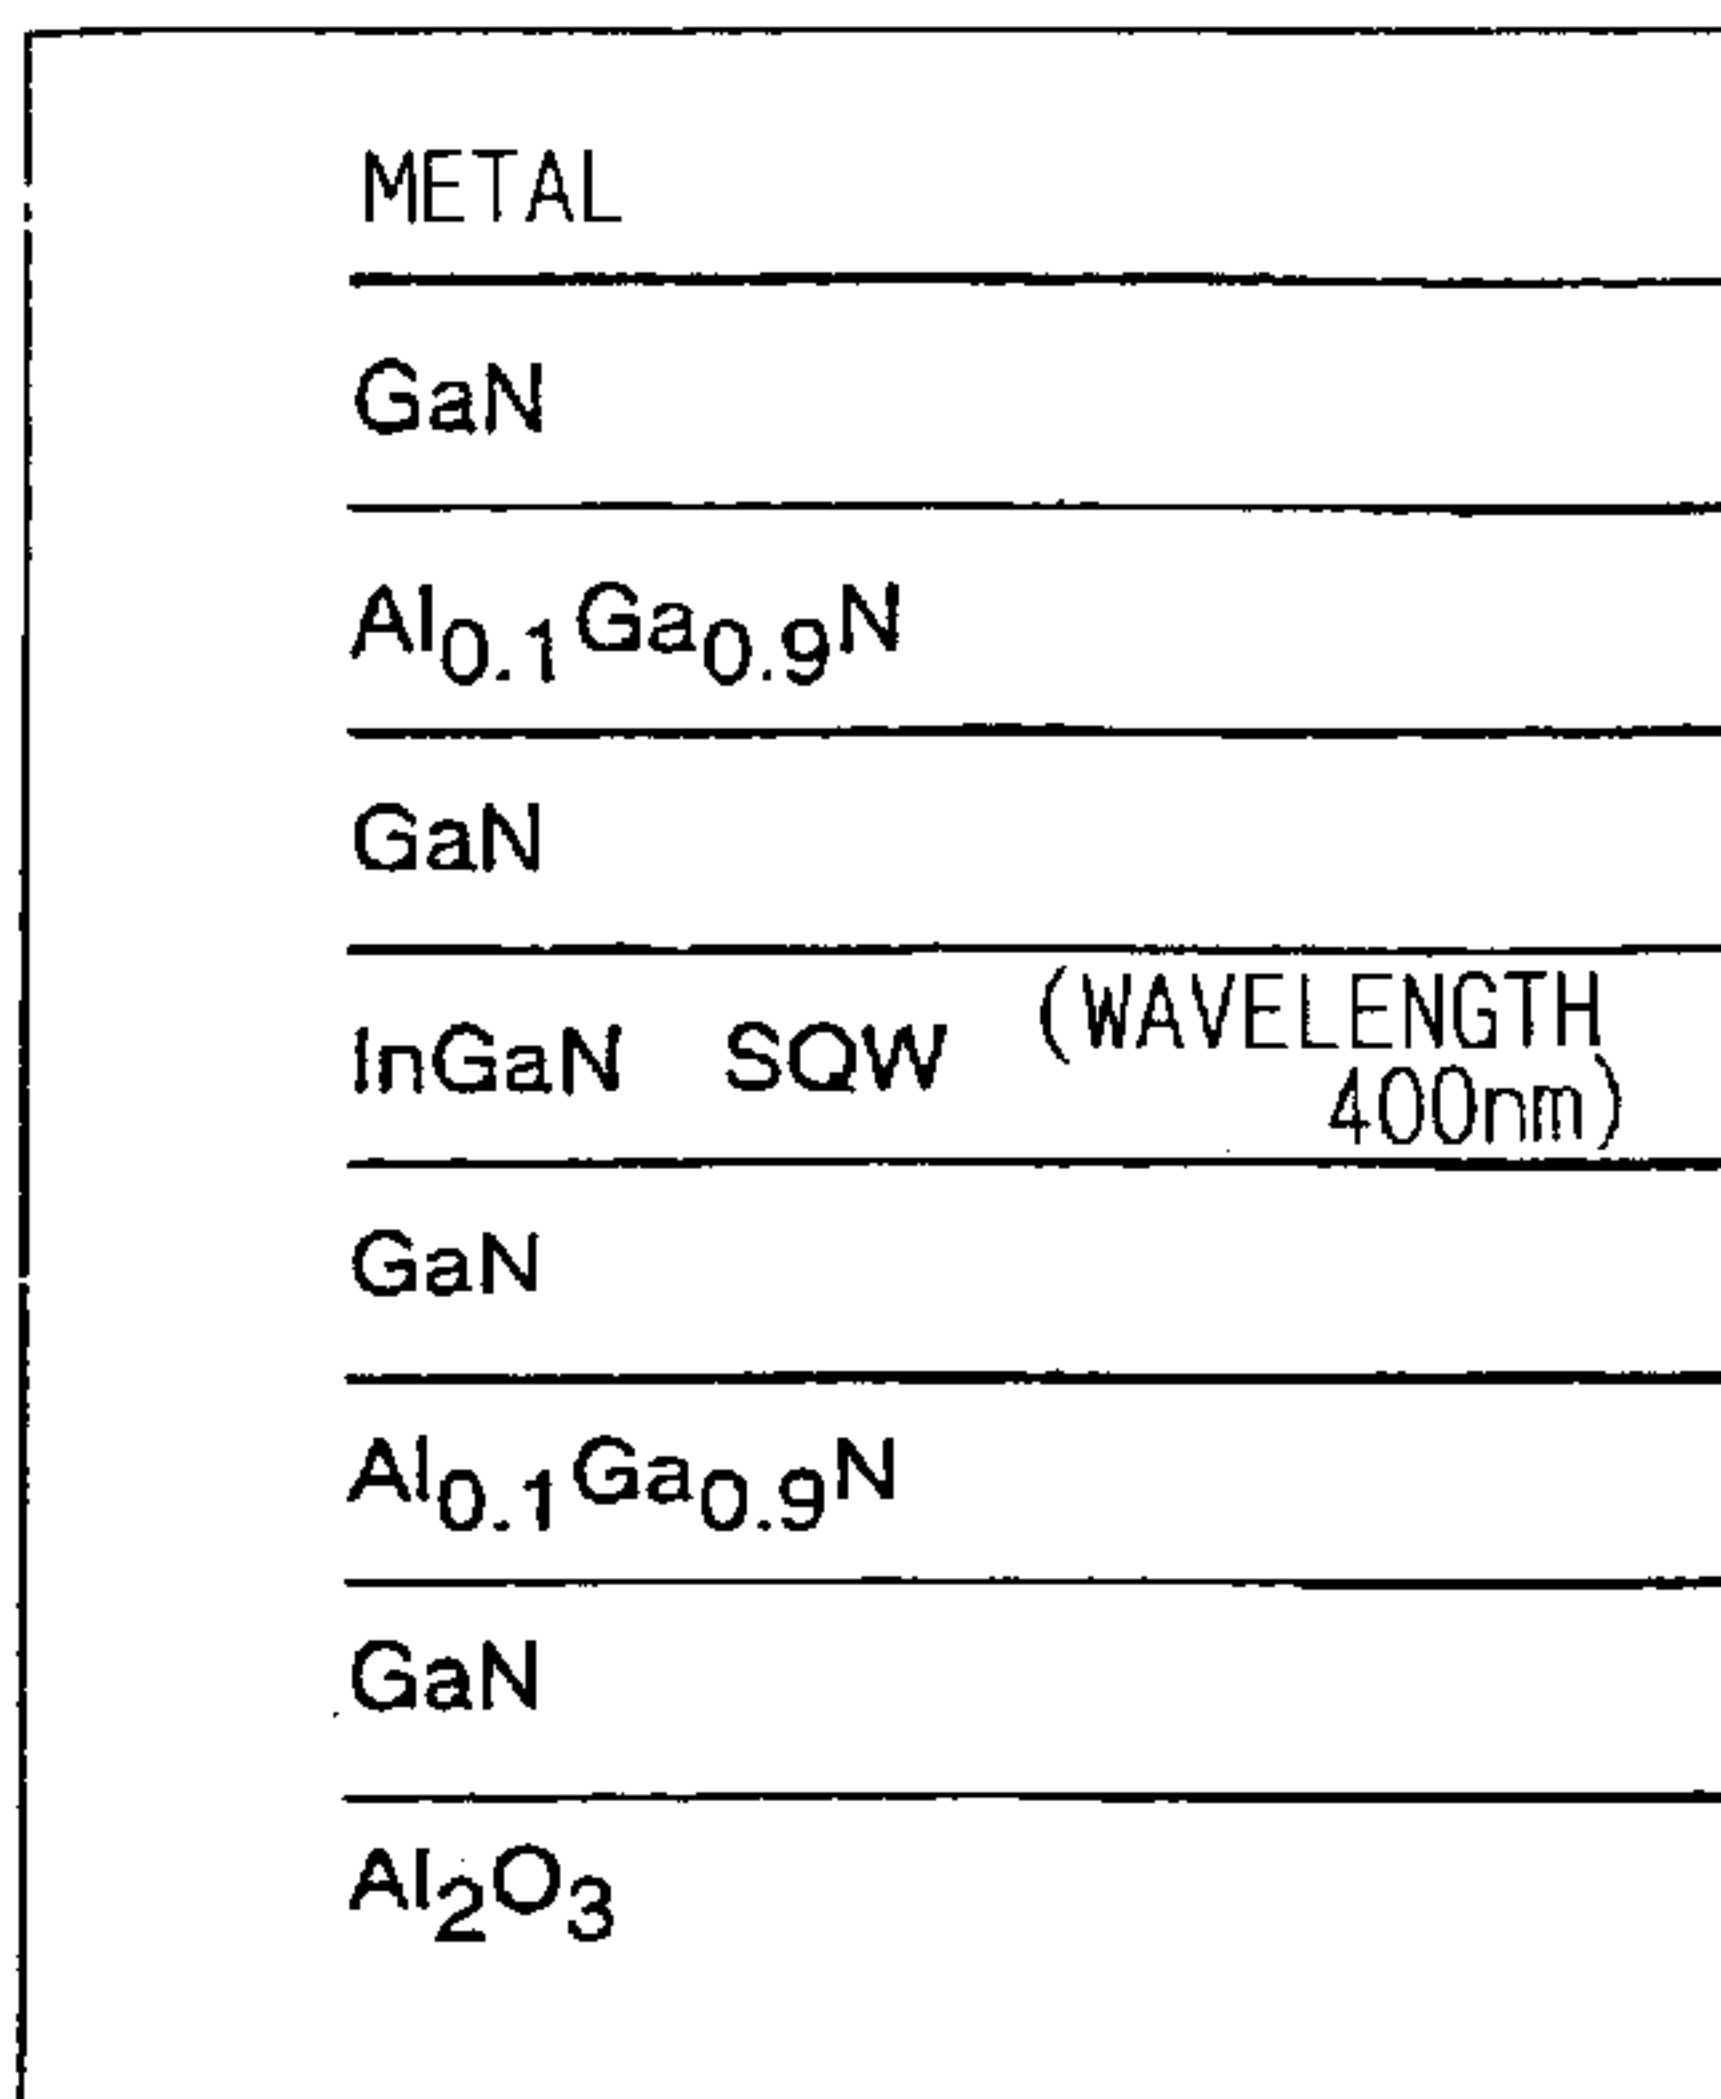 METAL
GaN
Al₀.₁Ga₀.₉N
GaN
InGaN SQW (WAVELENGTH
400nm)
GaN
Al₀.₁Ga₀.₉N
GaN
Al₂O₃